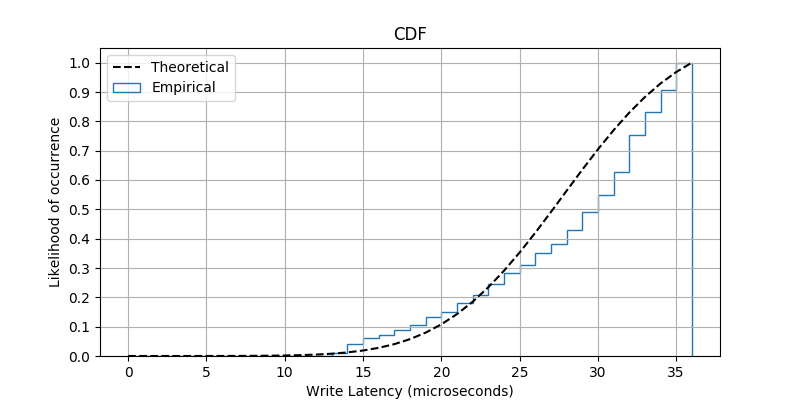 CDF
Theoretical
Empirical
Likelihood of occurrence
1.0
0.9
0.8
0.7
0.6
0.5
0.4
0.3
0.2
0.1
0.0
0 5 10 15 20 25 30 35
Write Latency (microseconds)